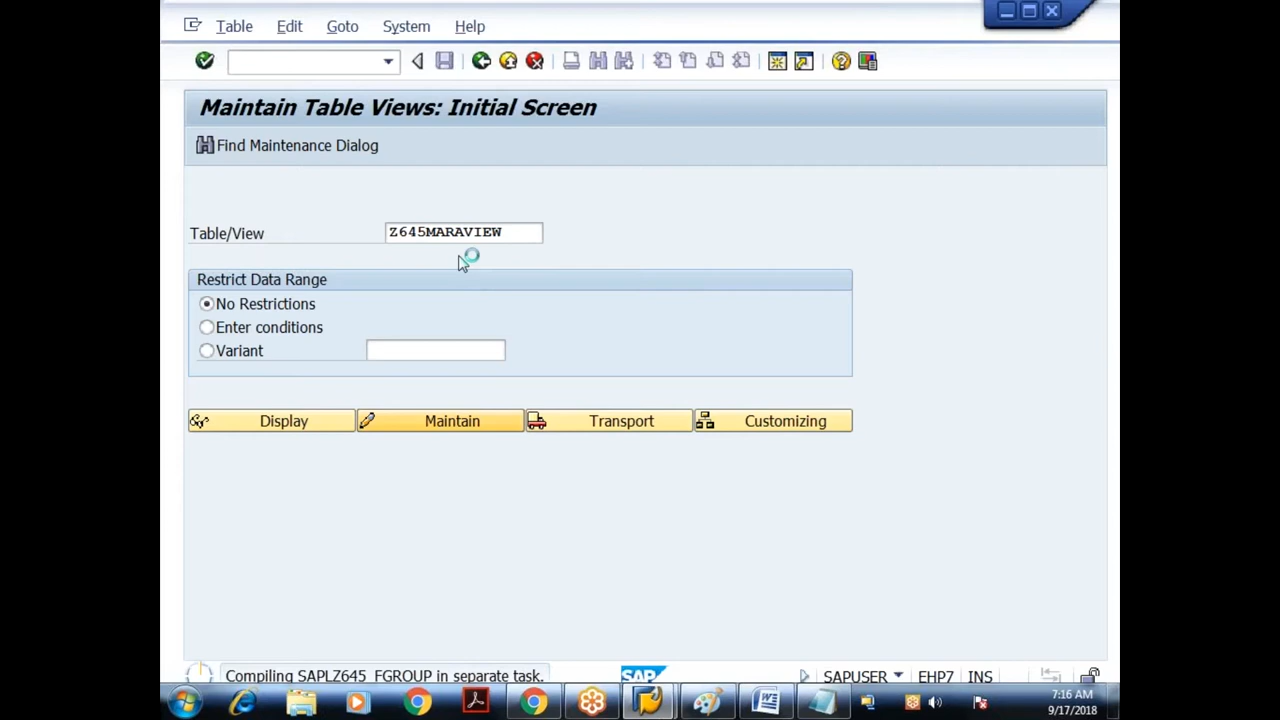 Table Edit Goto System Help
Maintain Table Views: Initial Screen
Find Maintenance Dialog
Table/View Z645MARAVIEW
Restrict Data Range
No Restrictions
Enter conditions
Variant
Display Maintain Transport Customizing
Compiling SAPLZ645_FGROUP in separate task. SAP SAPUSER EHP7 INS
7:16 AM
9/17/2018